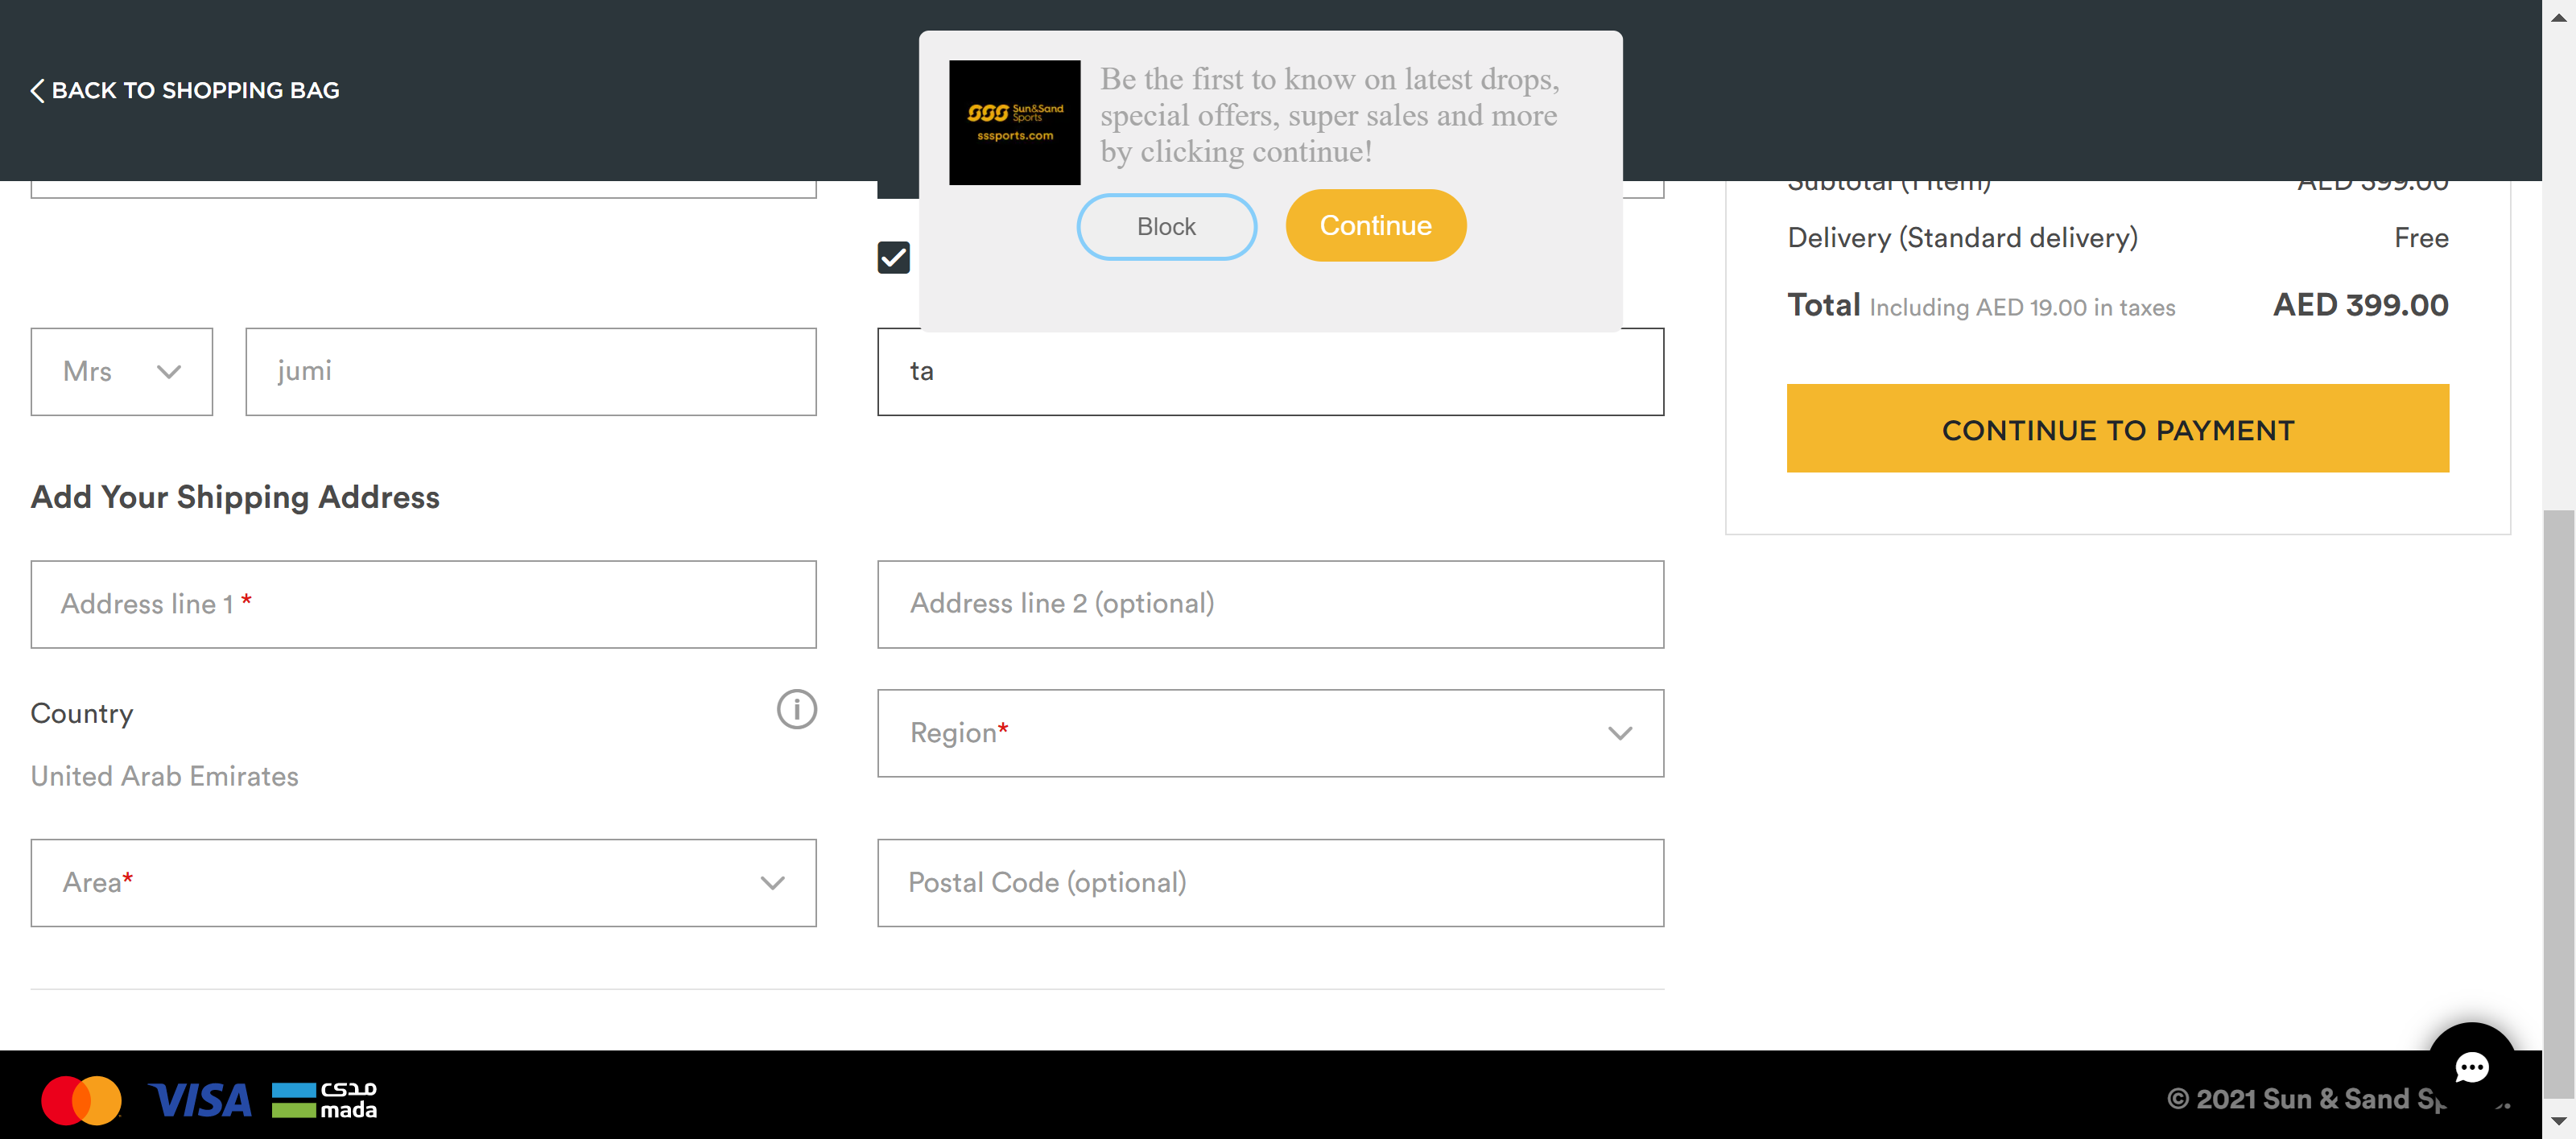 BACK TO SHOPPING BAG
SSS Sun&Sand
Sports
sssports.com
Be the first to know on latest drops,
special offers, super sales and more
by clicking continue!
Block
Continue
Subtotal (1 item) AED 399.00
Delivery (Standard delivery) Free
Total Including AED 19.00 in taxes AED 399.00
CONTINUE TO PAYMENT
Mrs
jumi
ta
Add Your Shipping Address
Address line 1 *
Address line 2 (optional)
Country
United Arab Emirates
Region*
Area*
Postal Code (optional)
VISA
مدى
mada
© 2021 Sun & Sand Sp